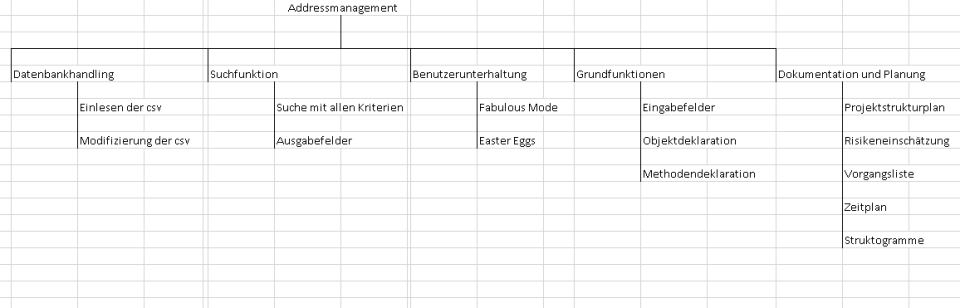 Addressmanagement
Datenbankhandling
Suchfunktion
Benutzerunterhaltung
Grundfunktionen
Dokumentation und Planung
Einlesen der csv
Suche mit allen Kriterien
Fabulous Mode
Eingabefelder
Projektstrukturplan
Modifizierung der csv
Ausgabefelder
Easter Eggs
Objektdeklaration
Risikeneinschätzung
Methodendeklaration
Vorgangsliste
Zeitplan
Struktogramme